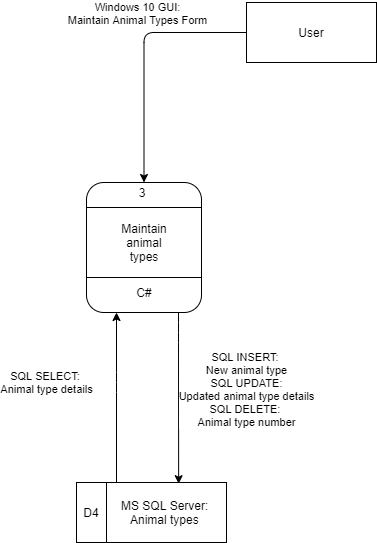 Windows 10 GUI:
Maintain Animal Types Form
User
3
Maintain
animal
types
C#
SQL SELECT:
Animal type details
SQL INSERT:
New animal type
SQL UPDATE:
Updated animal type details
SQL DELETE:
Animal type number
D4
MS SQL Server:
Animal types